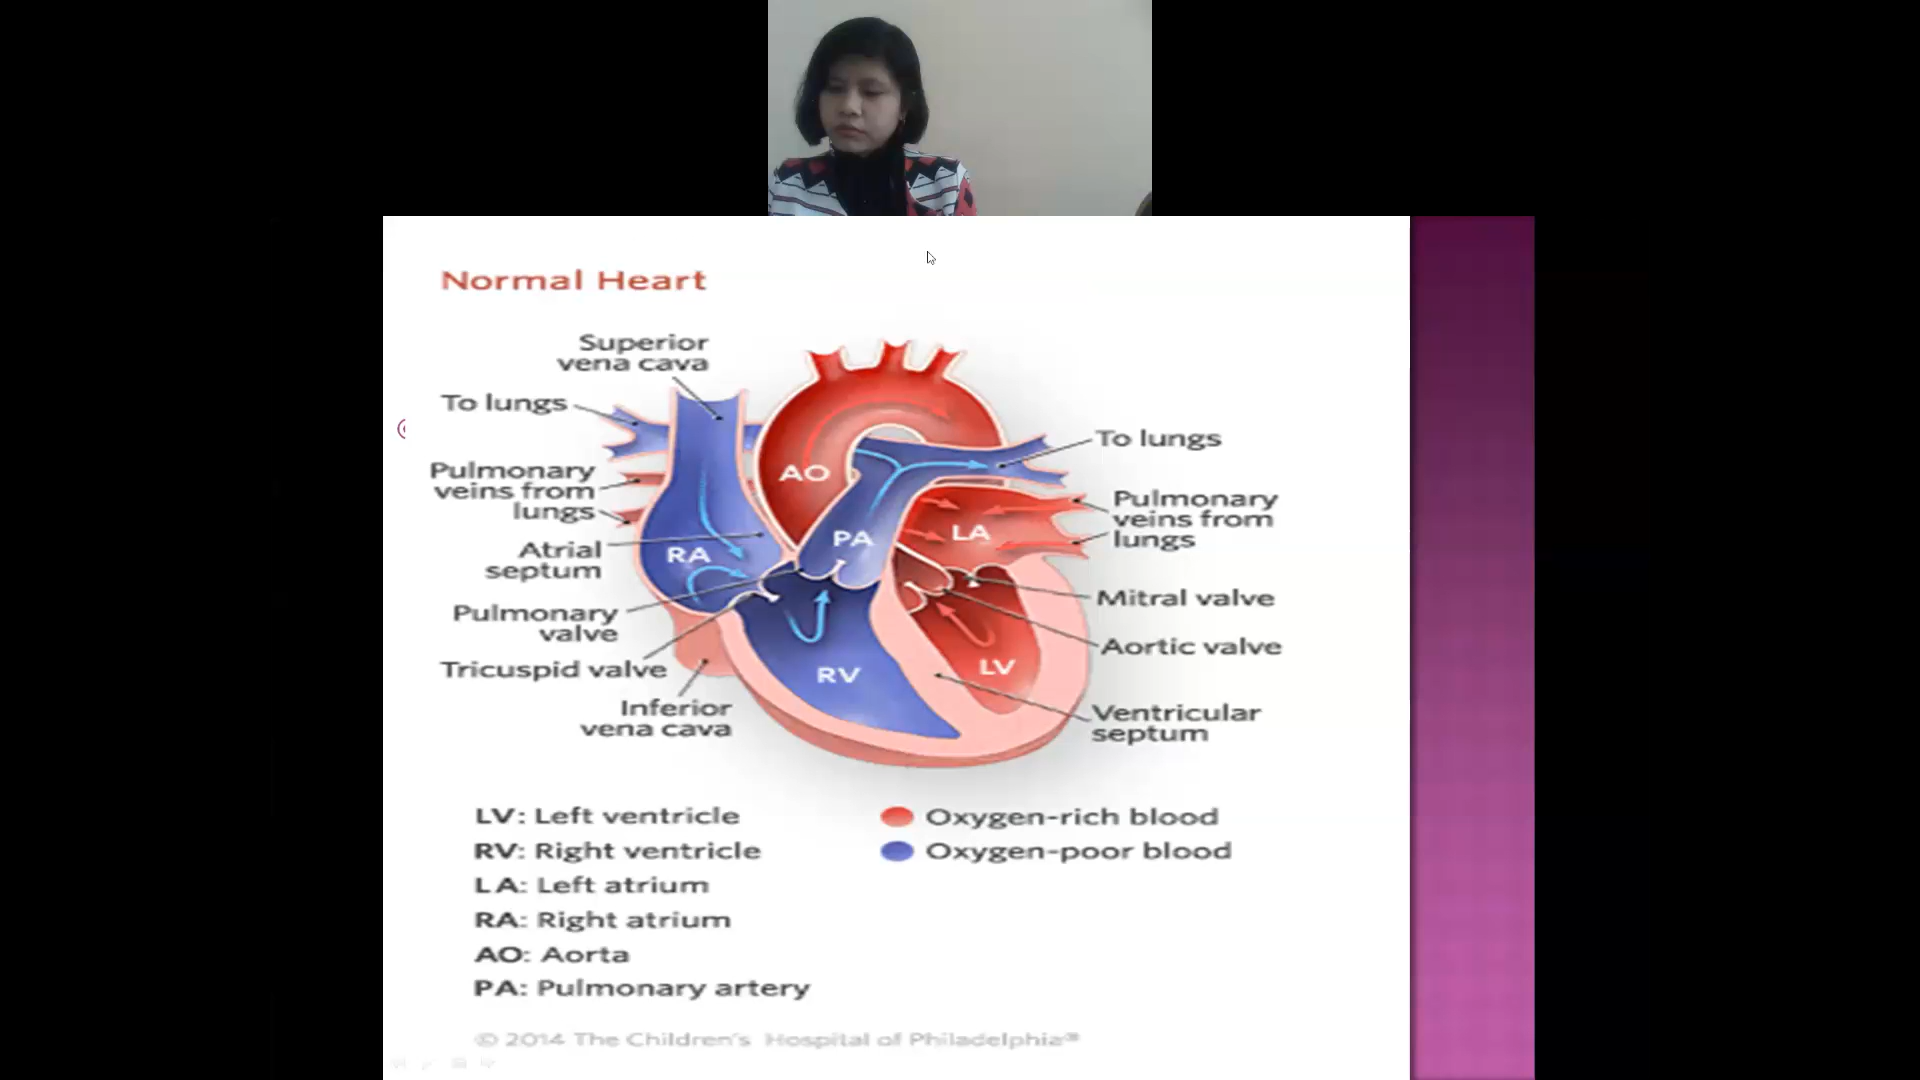 Normal Heart
Superior
vena cava
To lungs
Pulmonary
veins from
lungs
Atrial
septum
Pulmonary
valve
Tricuspid valve
Inferior
vena cava
AO
PA
LA
RA
RV
LV
To lungs
Pulmonary
veins from
lungs
Mitral valve
Aortic valve
Ventricular
septum
LV: Left ventricle
RV: Right ventricle
LA: Left atrium
RA: Right atrium
AO: Aorta
PA: Pulmonary artery
Oxygen-rich blood
Oxygen-poor blood
© 2014 The Children's Hospital of Philadelphia®